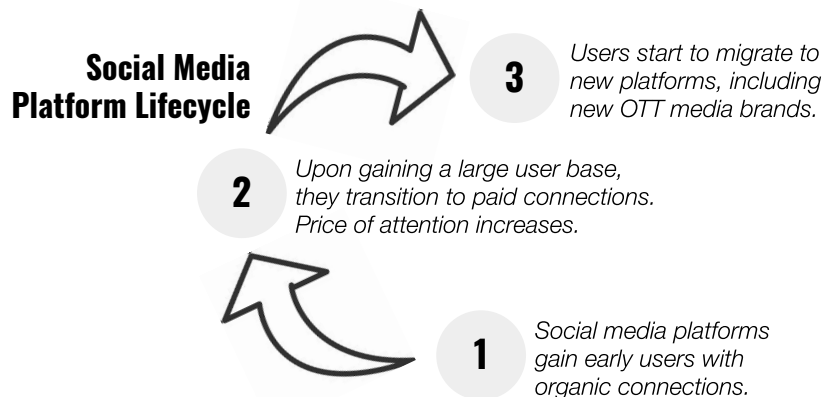 Social Media
Platform Lifecycle
3
Users start to migrate to
new platforms, including
new OTT media brands.
2
Upon gaining a large user base,
they transition to paid connections.
Price of attention increases.
1
Social media platforms
gain early users with
organic connections.